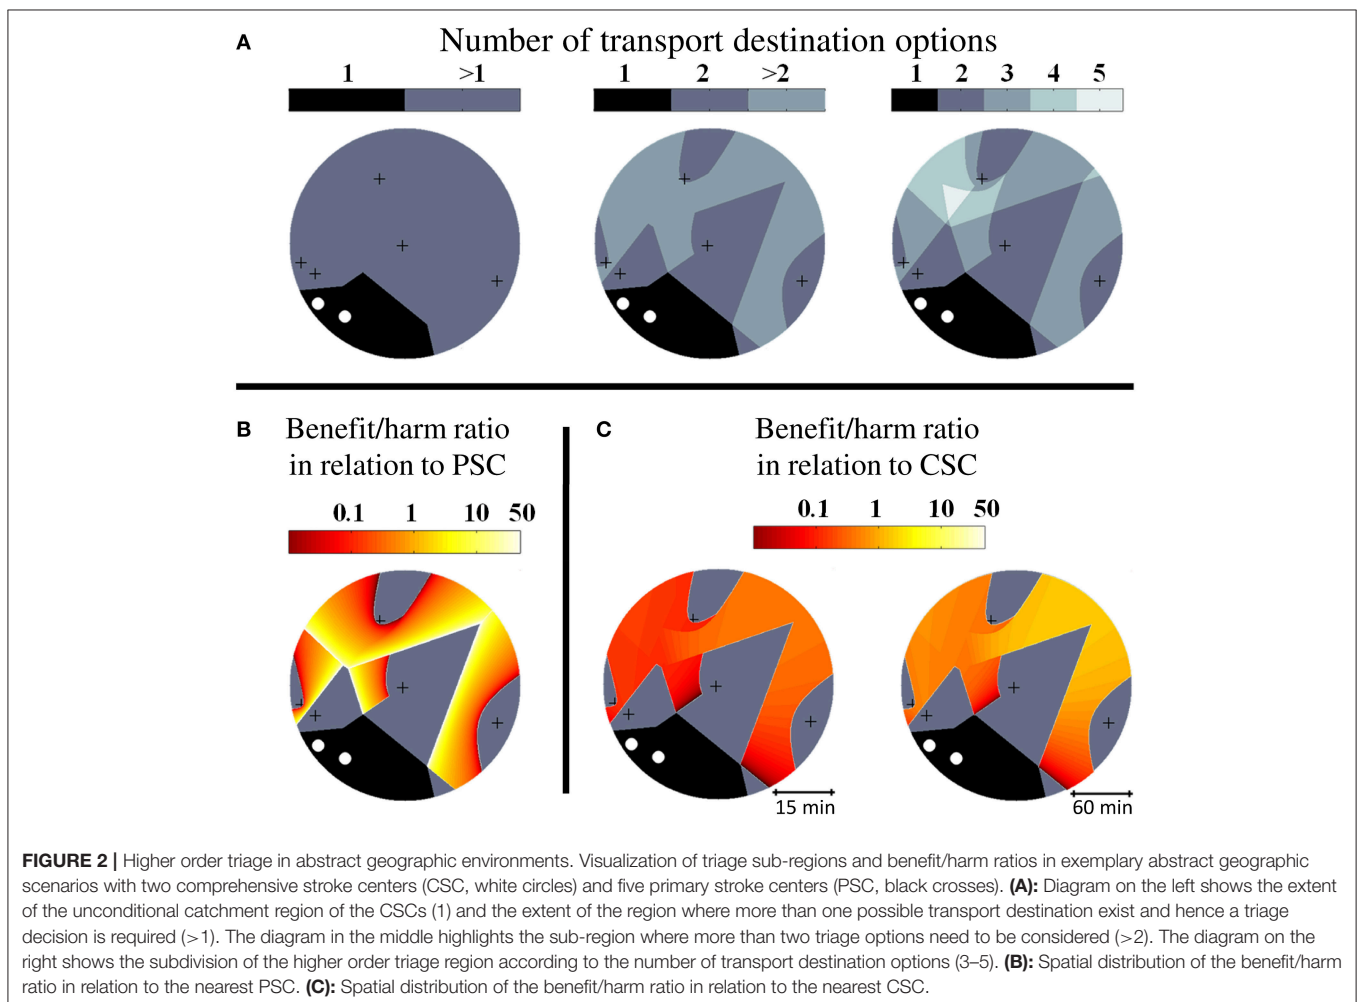 A
Number of transport destination options
1 >1
1 2 >2
1 2 3 4 5
B
Benefit/harm ratio
in relation to PSC
0.1 1 10 50
C
Benefit/harm ratio
in relation to CSC
0.1 1 10 50
15 min
60 min
FIGURE 2 | Higher order triage in abstract geographic environments. Visualization of triage sub-regions and benefit/harm ratios in exemplary abstract geographic
scenarios with two comprehensive stroke centers (CSC, white circles) and five primary stroke centers (PSC, black crosses). (A): Diagram on the left shows the extent
of the unconditional catchment region of the CSCs (1) and the extent of the region where more than one possible transport destination exist and hence a triage
decision is required (>1). The diagram in the middle highlights the sub-region where more than two triage options need to be considered (>2). The diagram on the
right shows the subdivision of the higher order triage region according to the number of transport destination options (3–5). (B): Spatial distribution of the benefit/harm
ratio in relation to the nearest PSC. (C): Spatial distribution of the benefit/harm ratio in relation to the nearest CSC.